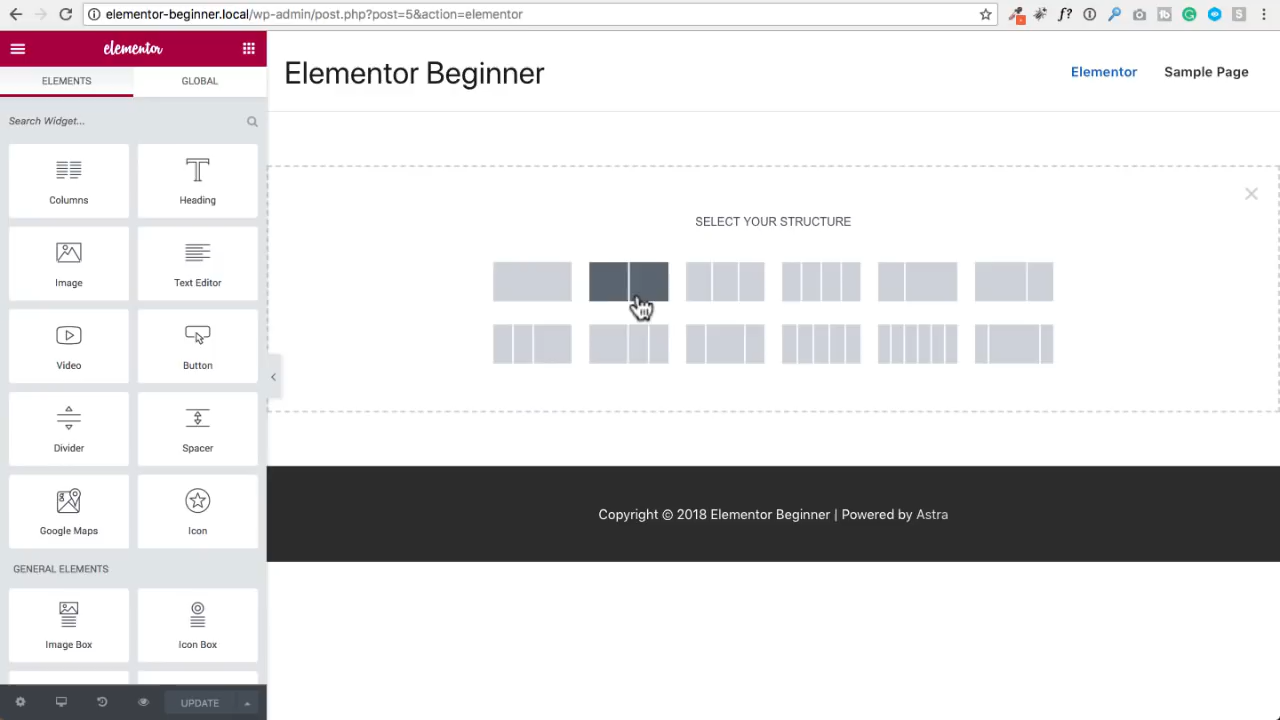 elementor-beginner.local/wp-admin/post.php?post=5&action=elementor
elementor
ELEMENTS
GLOBAL
Search Widget...
Columns
Heading
Image
Text Editor
Video
Button
Divider
Spacer
Google Maps
Icon
GENERAL ELEMENTS
Image Box
Icon Box
UPDATE
Elementor Beginner
Elementor
Sample Page
SELECT YOUR STRUCTURE
Copyright © 2018 Elementor Beginner | Powered by Astra